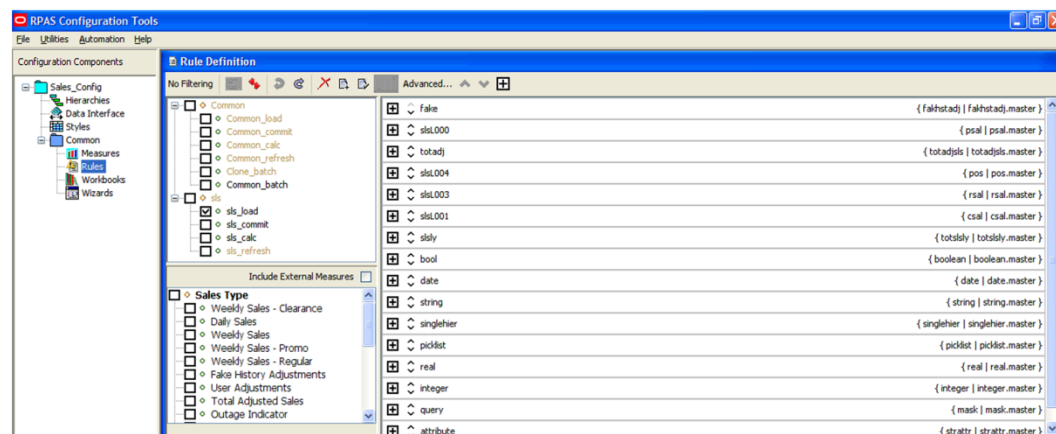 RPAS Configuration Tools
File Utilities Automation Help
Configuration Components
Sales_Config
Hierarchies
Data Interface
Styles
Common
Measures
Rules
Workbooks
Wizards
Rule Definition
No Filtering Advanced...
Common
Common_load
Common_commit
Common_calc
Common_refresh
Clone_batch
Common_batch
sls
sls_load
sls_commit
sls_calc
sls_refresh
Include External Measures
Sales Type
Weekly Sales - Clearance
Daily Sales
Weekly Sales
Weekly Sales - Promo
Weekly Sales - Regular
Fake History Adjustments
User Adjustments
Total Adjusted Sales
Outage Indicator
fake { fakhstadj | fakhstadj.master }
slsL000 { psal | psal.master }
totadj { totadjsls | totadjsls.master }
slsL004 { pos | pos.master }
slsL003 { rsal | rsal.master }
slsL001 { csal | csal.master }
slsly { totslsly | totslsly.master }
bool { boolean | boolean.master }
date { date | date.master }
string { string | string.master }
singlehier { singlehier | singlehier.master }
picklist { picklist | picklist.master }
real { real | real.master }
integer { integer | integer.master }
query { mask | mask.master }
attribute { strattr | strattr.master }